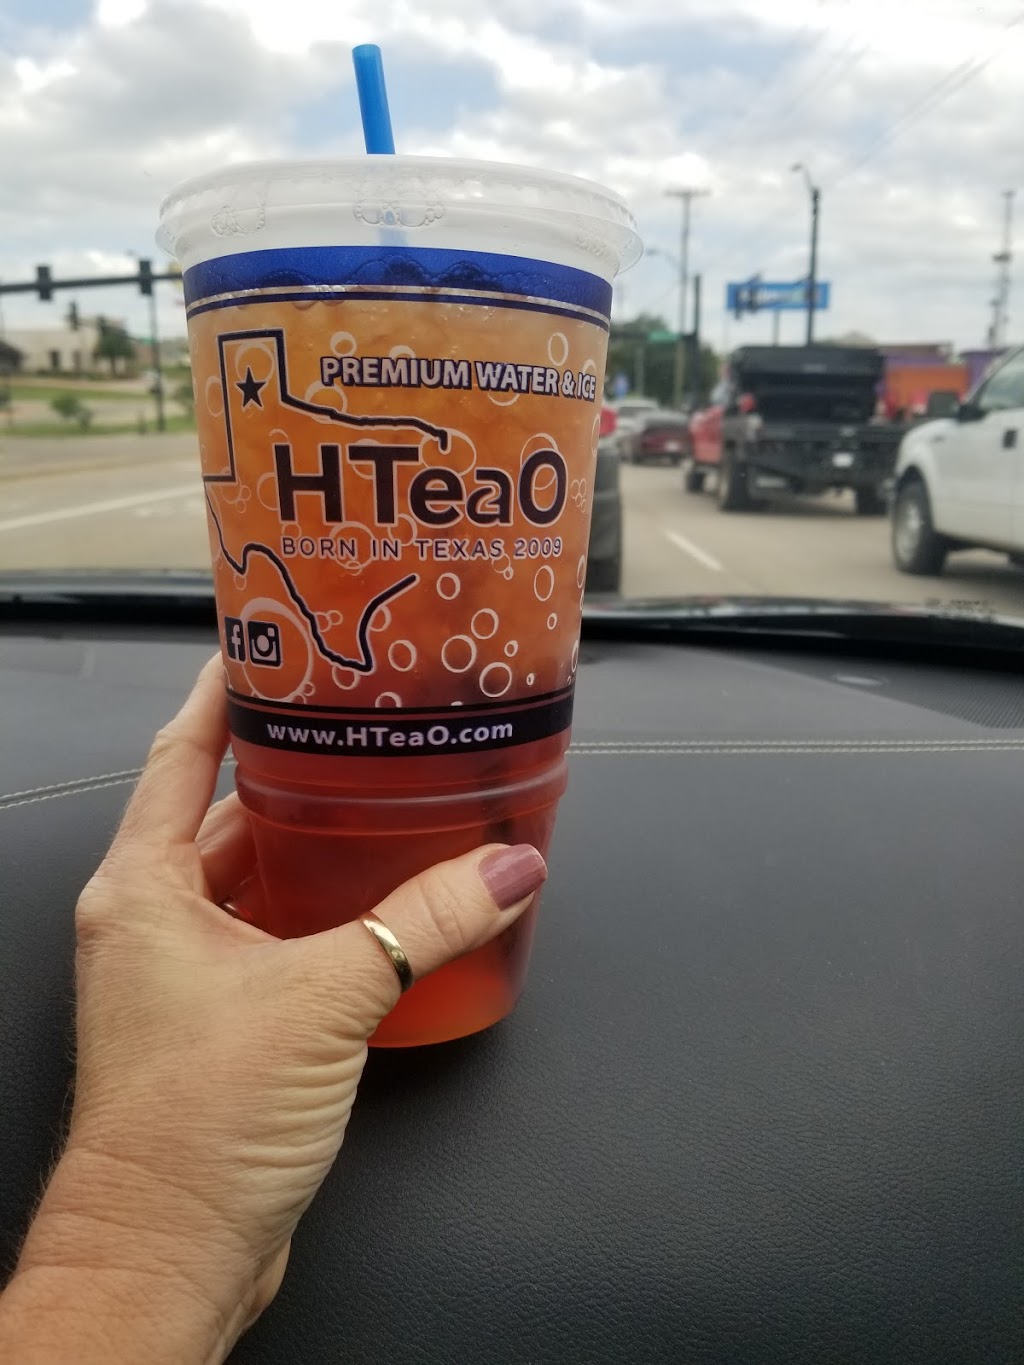 PREMIUM WATER & ICE
HTeaO
BORN IN TEXAS 2009
www.HTeaO.com